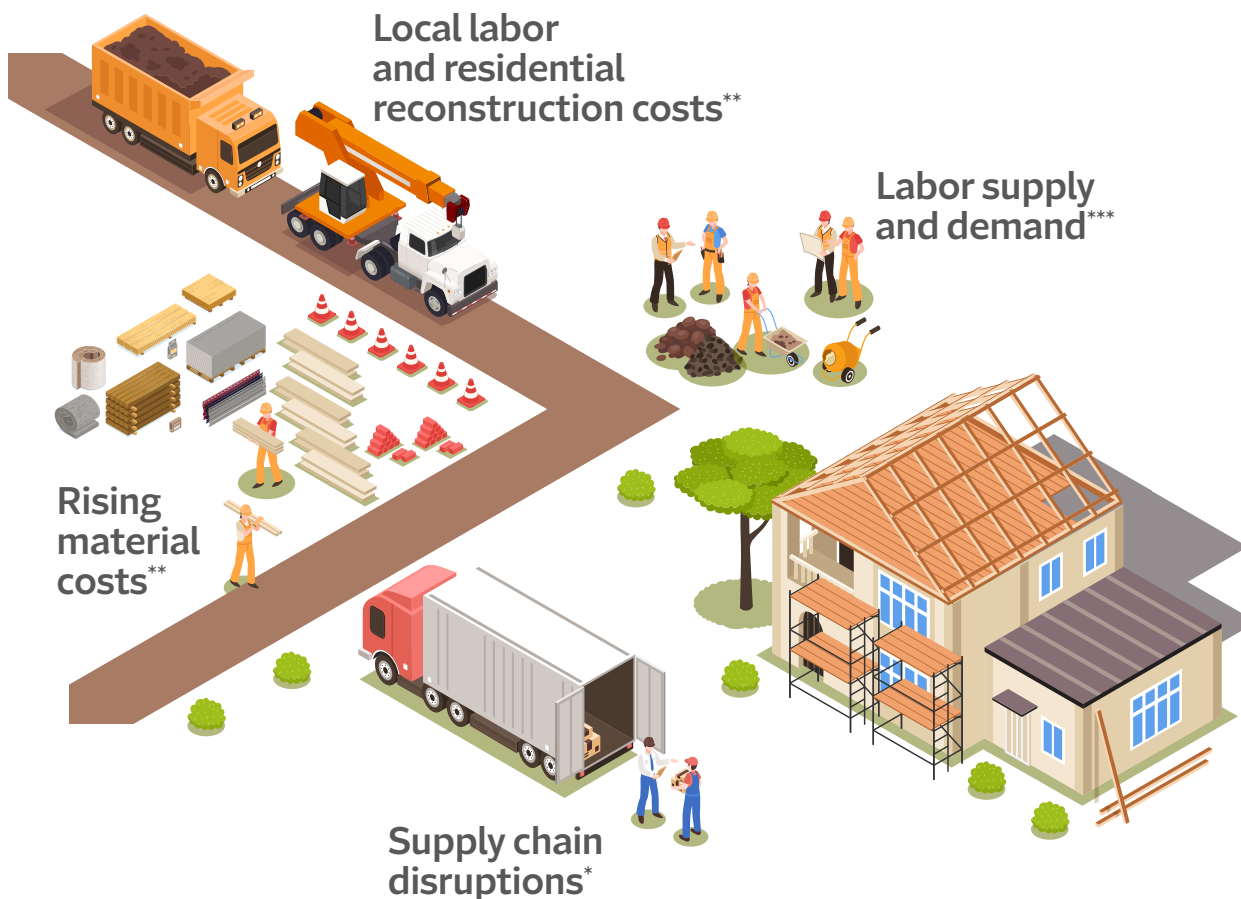 Local labor
and residential
reconstruction costs**
Labor supply
and demand***
Rising
material
costs**
Supply chain
disruptions*